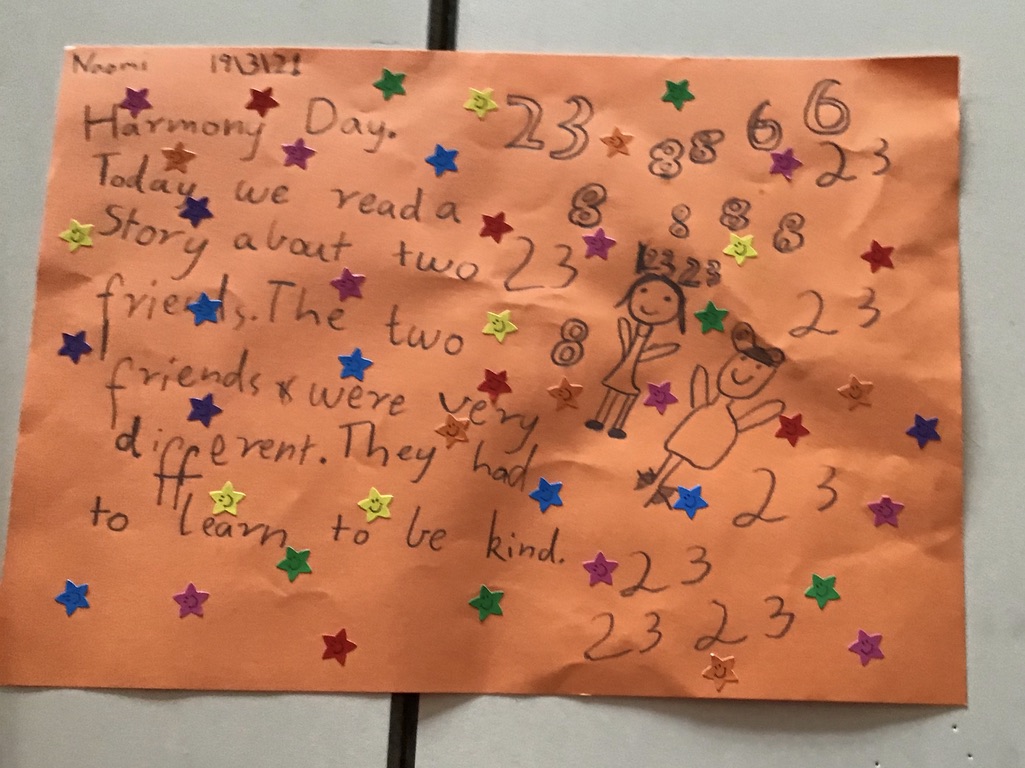 Naomi 19\3\21
Harmony Day. 23 88 6 6
Today we read a 8 8 8 8 23
Story about two 23 123 23
friends. The two 8 23
friends x were very
different. They had 23
to learn to be kind. 23
23 23